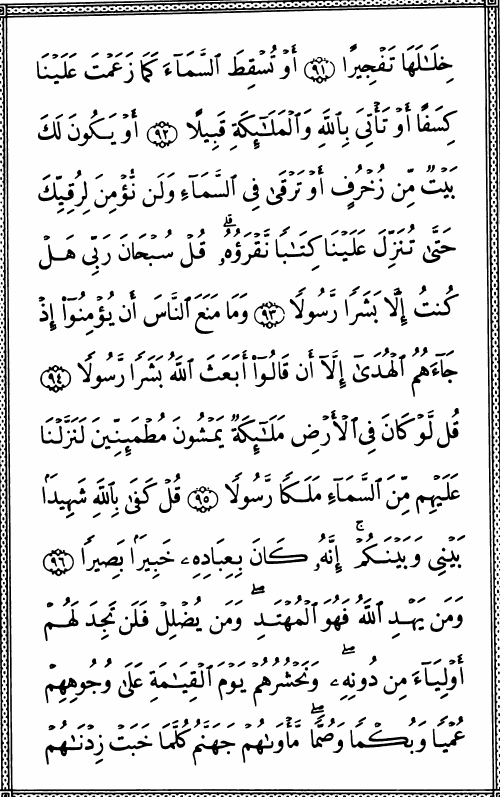 خِلَـٰلَهَا تَفۡجِيرًا ٩١ أَوۡ تُسۡقِطَ ٱلسَّمَآءَ كَمَا زَعَمۡتَ عَلَيۡنَا
كِسَفًا أَوۡ تَأۡتِيَ بِٱللَّهِ وَٱلۡمَلَـٰٓئِكَةِ قَبِيلًا ٩٢ أَوۡ يَكُونَ لَكَ
بَيۡتٞ مِّن زُخۡرُفٍ أَوۡ تَرۡقَىٰ فِي ٱلسَّمَآءِ وَلَن نُّؤۡمِنَ لِرُقِيِّكَ
حَتَّىٰ تُنَزِّلَ عَلَيۡنَا كِتَـٰبٗا نَّقۡرَؤُهُۥۗ قُلۡ سُبۡحَانَ رَبِّي هَلۡ
كُنتُ إِلَّا بَشَرٗا رَّسُولٗا ٩٣ وَمَا مَنَعَ ٱلنَّاسَ أَن يُؤۡمِنُوٓاْ إِذۡ
جَآءَهُمُ ٱلۡهُدَىٰٓ إِلَّآ أَن قَالُوٓاْ أَبَعَثَ ٱللَّهُ بَشَرٗا رَّسُولٗا ٩٤
قُل لَّوۡ كَانَ فِي ٱلۡأَرۡضِ مَلَـٰٓئِكَةٞ يَمۡشُونَ مُطۡمَئِنِّينَ لَنَزَّلۡنَا
عَلَيۡهِم مِّنَ ٱلسَّمَآءِ مَلَكٗا رَّسُولٗا ٩٥ قُلۡ كَفَىٰ بِٱللَّهِ شَهِيدَۢا
بَيۡنِي وَبَيۡنَكُمۡۚ إِنَّهُۥ كَانَ بِعِبَادِهِۦ خَبِيرَۢا بَصِيرٗا ٩٦
وَمَن يَهۡدِ ٱللَّهُ فَهُوَ ٱلۡمُهۡتَدِۖ وَمَن يُضۡلِلۡ فَلَن تَجِدَ لَهُمۡ
أَوۡلِيَآءَ مِن دُونِهِۦۖ وَنَحۡشُرُهُمۡ يَوۡمَ ٱلۡقِيَـٰمَةِ عَلَىٰ وُجُوهِهِمۡ
عُمۡيٗا وَبُكۡمٗا وَصُمّٗاۖ مَّأۡوَىٰهُمۡ جَهَنَّمُ كُلَّمَا خَبَتۡ زِدۡنَـٰهُمۡ